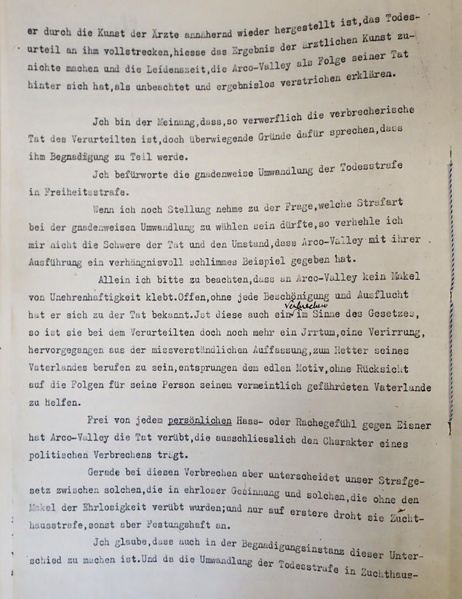 er durch die Kunst der Ärzte annähernd wieder hergestellt ist,das Todes-
urteil an ihm vollstrecken,hiesse das Ergebnis der ärztlichen Kunst zu-
nichte machen und die Leidenszeit,die Arco-Valley als Folge seiner Tat
hinter sich hat,als unbeachtet und ergebnislos verstrichen erklären.
Jch bin der Meinung,dass,so verwerflich die verbrecherische
Tat des Verurteilten ist,doch überwiegende Gründe dafür sprechen,dass
ihm Begnadigung zu Teil werde.
Jch befürworte die gnadenweise Umwandlung der Todesstrafe
in Freiheitsstrafe.
Wenn ich noch Stellung nehme zu der Frage,welche Strafart
bei der gnadenweisen Umwandlung zu wählen sein dürfte,so verhehle ich
mir nicht die Schwere der Tat und den Umstand,dass Arco-Valley mit ihrer
Ausführung ein verhängnisvoll schlimmes Beispiel gegeben hat.
Allein ich bitte zu beachten,dass an Arco-Valley kein Makel
von Unehrenhaftigkeit klebt.Offen,ohne jede Beschönigung und Ausflucht
hat er sich zu der Tat bekannt.Jst diese auch ein Verbrechen im Sinne des Gesetzes,
so ist sie bei dem Verurteilten doch noch mehr ein Jrrtum,eine Verirrung,
hervorgegangen aus der missverständlichen Auffassung,zum Retter seines
Vaterlandes berufen zu sein,entsprungen dem edlen Motiv,ohne Rücksicht
auf die Folgen für seine Person seinem vermeintlich gefährdeten Vaterlande
zu helfen.
Frei von jedem persönlichen Hass- oder Rachegefühl gegen Eisner
hat Arco-Valley die Tat verübt,die ausschliesslich den Charakter eines
politischen Verbrechens trägt.
Gerade bei diesen Verbrechen aber unterscheidet unser Strafge-
setz zwischen solchen,die in ehrloser Gesinnung und solchen,die ohne den
Makel der Ehrlosigkeit verübt wurden;und nur auf erstere droht sie Zucht-
hausstrafe,sonst aber Festungshaft an.
Jch glaube,dass auch in der Begnadigungsinstanz dieser Unter-
schied zu machen ist.Und da die Umwandlung der Todesstrafe in Zuchthaus-